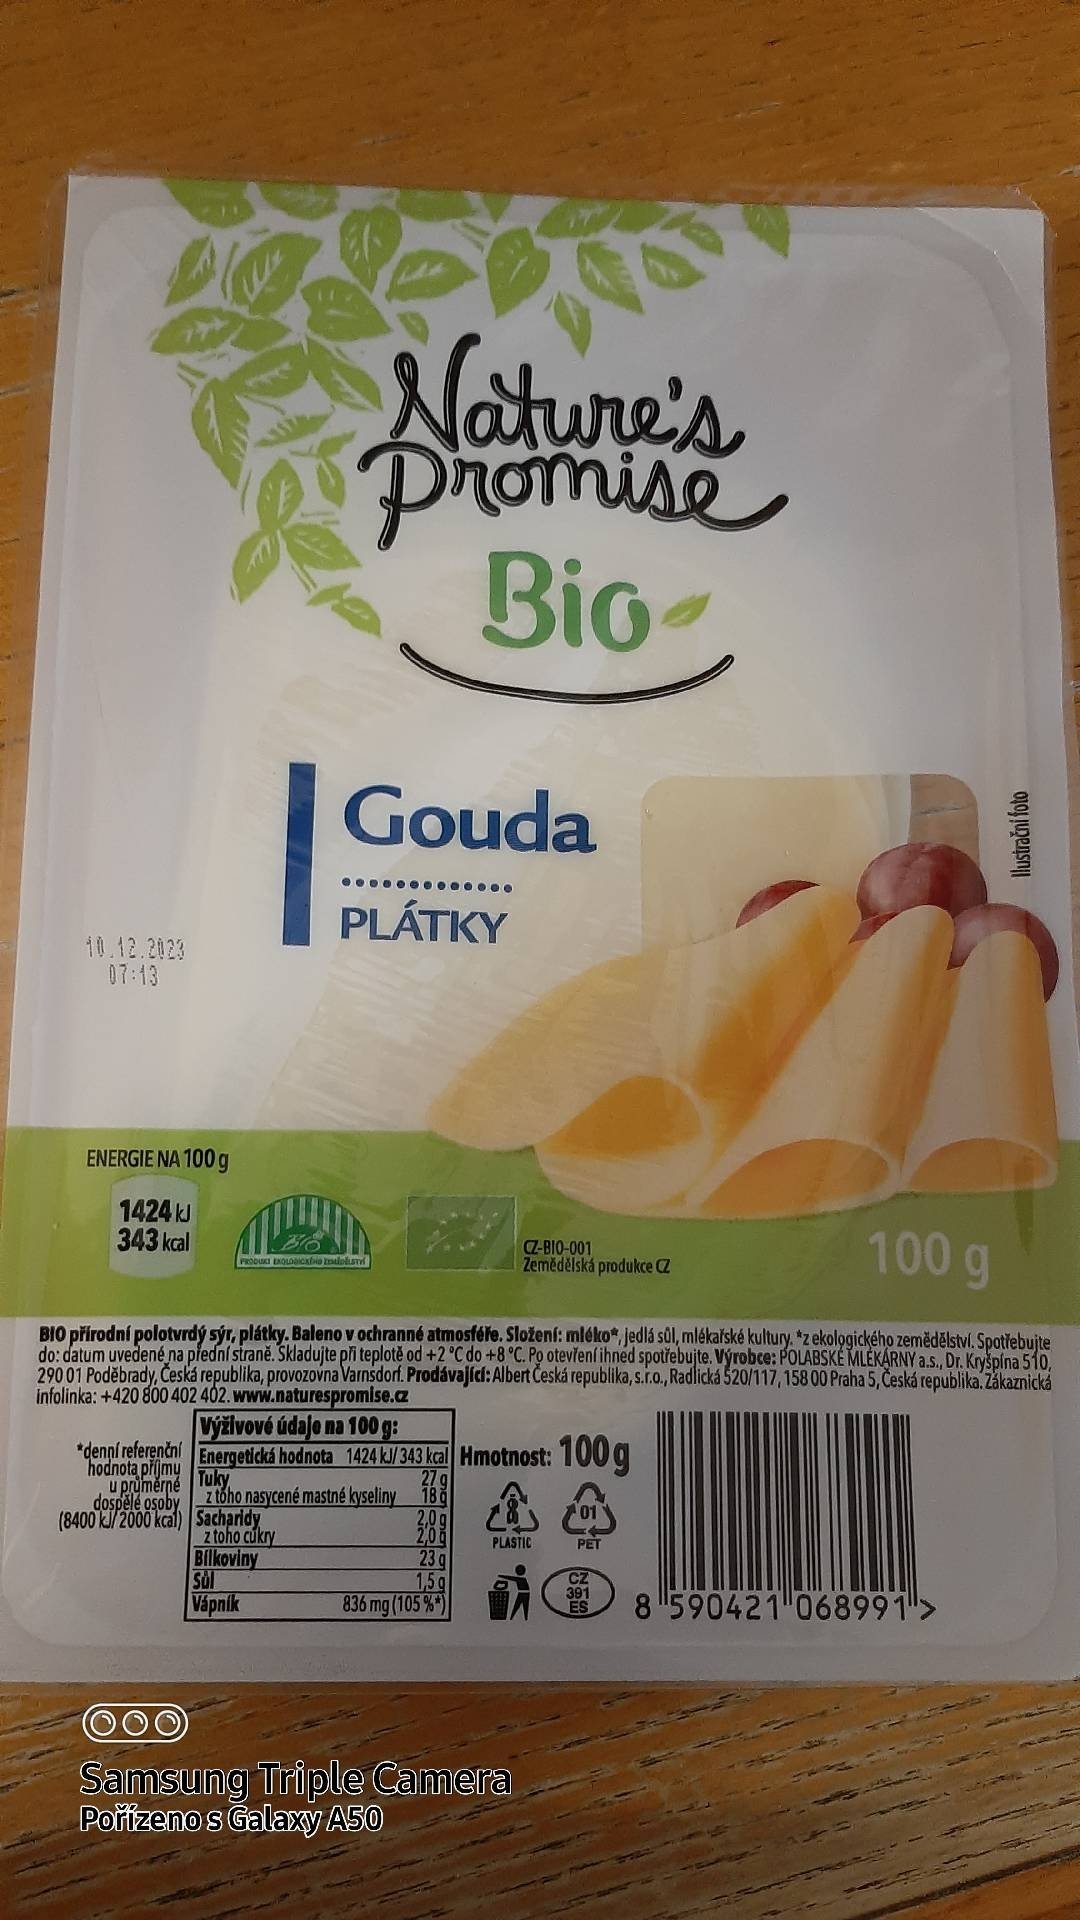 Nature's
Promise
Bio
Gouda
PLÁTKY
Ilustrační foto
10.12.2023
07:13
ENERGIE NA 100 g
1424 kJ
343 kcal
BIO
PRODUKT EKOLOGICKÉHO ZEMĚDĚLSTVÍ
CZ-BIO-001
Zemědělská produkce CZ
100 g
BIO přírodní polotvrdý sýr, plátky. Baleno v ochranné atmosféře. Složení: mléko*, jedlá sůl, mlékařské kultury. *z ekologického zemědělství. Spotřebujte
do: datum uvedené na přední straně. Skladujte při teplotě od +2 °C do +8 °C. Po otevření ihned spotřebujte. Výrobce: POLABSKÉ MLÉKÁRNY a.s., Dr. Kryšpína 510,
290 01 Poděbrady, Česká republika, provozovna Varnsdorf. Prodávající: Albert Česká republika, s.r.o., Radlická 520/117, 158 00 Praha 5, Česká republika. Zákaznická
infolinka: +420 800 402 402. www.naturespromise.cz
*denní referenční
hodnota příjmu
u průměrné
dospělé osoby
(8400 kJ/ 2000 kcal)
Výživové údaje na 100 g:
Energetická hodnota 1424 kJ/ 343 kcal
Tuky 27 g
z toho nasycené mastné kyseliny 18 g
Sacharidy 2,0 g
z toho cukry 2,0 g
Bílkoviny 23 g
Sůl 1,5 g
Vápník 836 mg (105 %*)
Hmotnost: 100 g
01
PLASTIC PET
CZ
391
ES
8 590421 068991 >
Samsung Triple Camera
Pořízeno s Galaxy A50